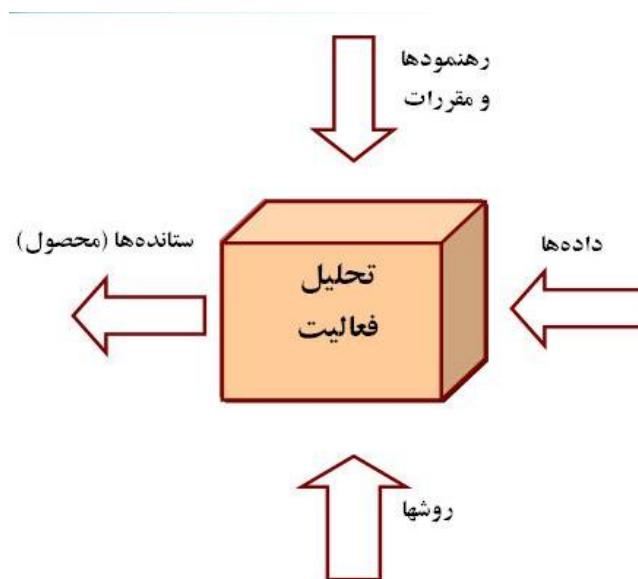 رهنمودها
و مقررات
داده‌ها
ستانده‌ها (محصول)
تحلیل
فعالیت
روشها